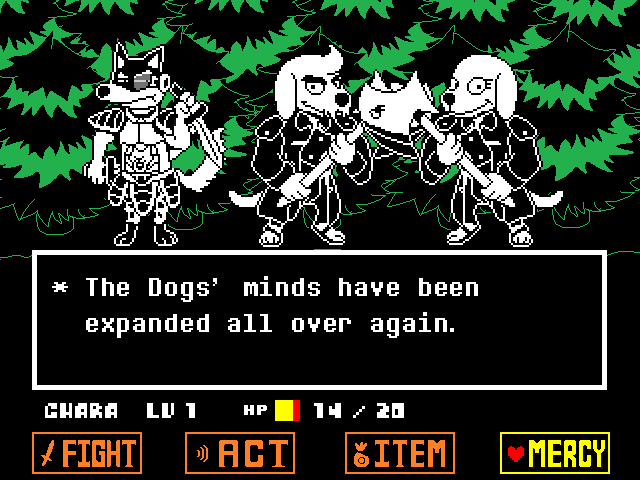 * The Dogs' minds have been
expanded all over again.
CHARA LV 1 HP 14 / 20
FIGHT ACT ITEM MERCY